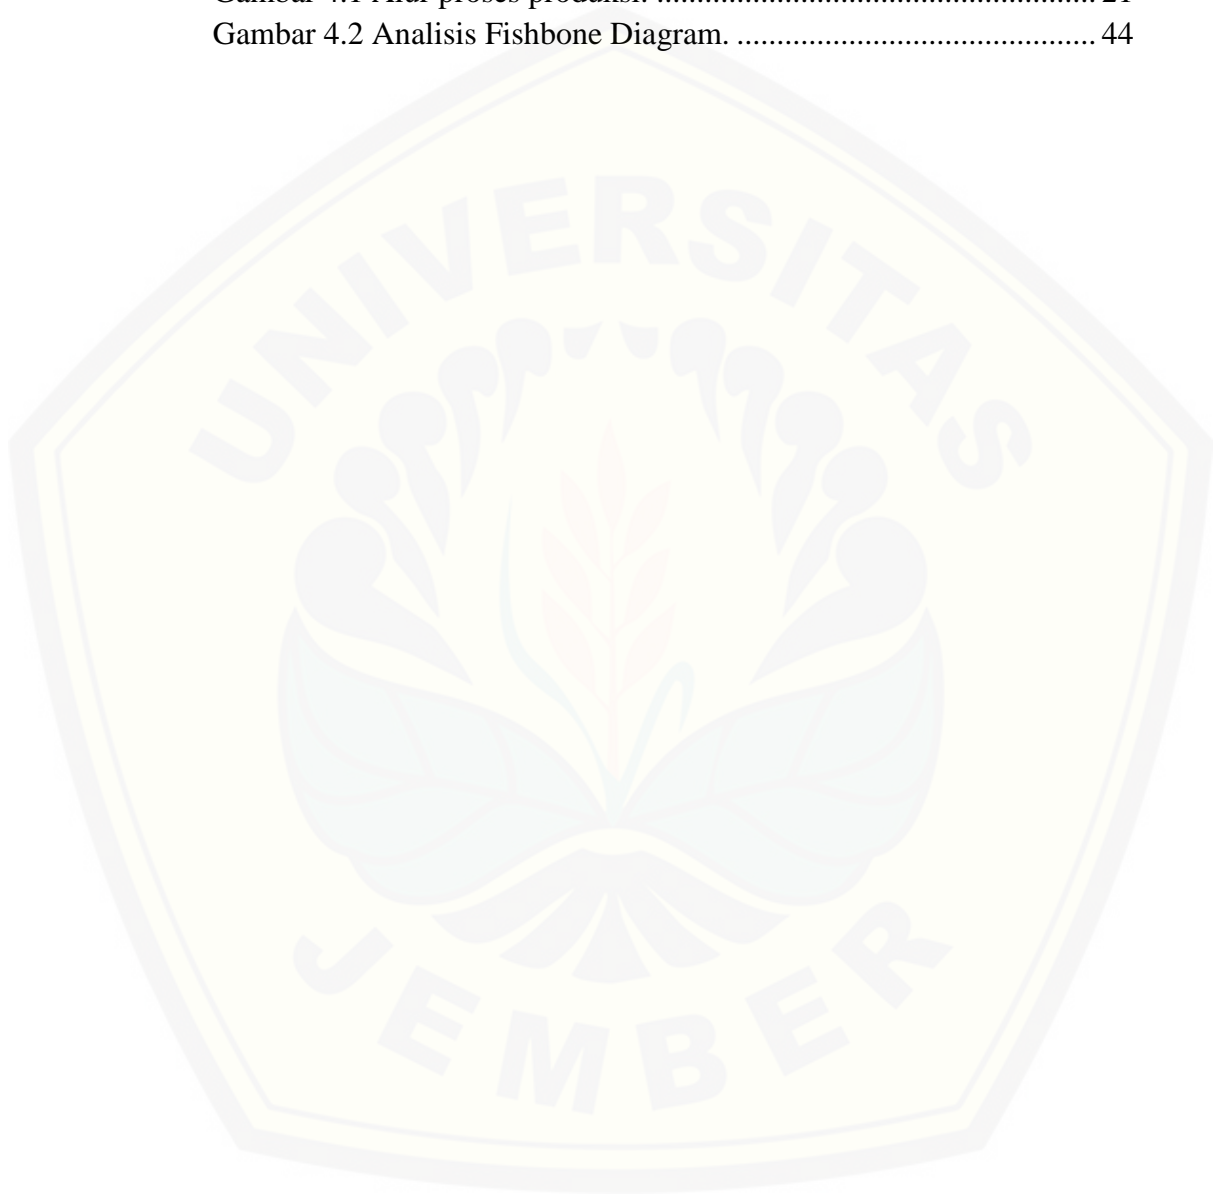 Gambar 4.1 Alur proses produksi. ..................................................... 21
Gambar 4.2 Analisis Fishbone Diagram. ........................................... 44
UNIVERSITAS
JEMBER